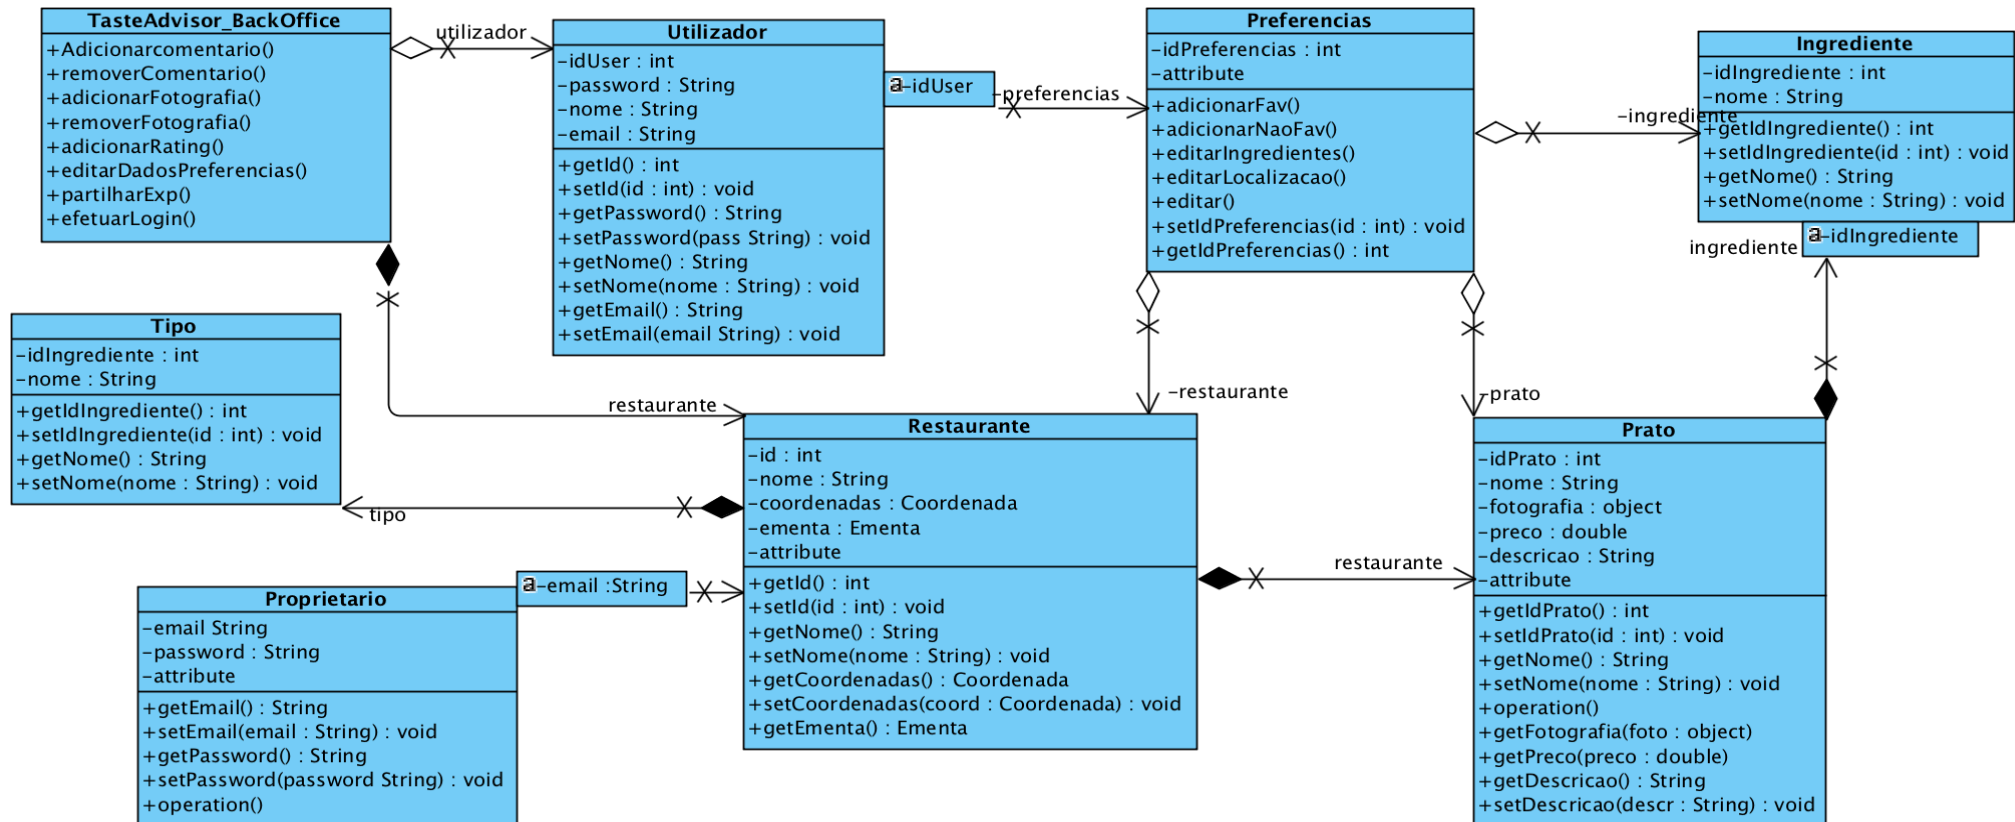 TasteAdvisor_BackOffice
+Adicionarcomentario()
+removerComentario()
+adicionarFotografia()
+removerFotografia()
+adicionarRating()
+editarDadosPreferencias()
+partilharExp()
+efetuarLogin()
utilizador
Utilizador
-idUser : int
-password : String
-nome : String
-email : String
+getId() : int
+setId(id : int) : void
+getPassword() : String
+setPassword(pass String) : void
+getNome() : String
+setNome(nome : String) : void
+getEmail() : String
+setEmail(email String) : void
a-idUser
-preferencias
Preferencias
-idPreferencias : int
-attribute
+adicionarFav()
+adicionarNaoFav()
+editarIngredientes()
+editarLocalizacao()
+editar()
+setIdPreferencias(id : int) : void
+getIdPreferencias() : int
-ingrediente
Ingrediente
-idIngrediente : int
-nome : String
+getIdIngrediente() : int
+setIdIngrediente(id : int) : void
+getNome() : String
+setNome(nome : String) : void
a-idIngrediente
ingrediente
Tipo
-idIngrediente : int
-nome : String
+getIdIngrediente() : int
+setIdIngrediente(id : int) : void
+getNome() : String
+setNome(nome : String) : void
restaurante
-restaurante
-prato
tipo
Restaurante
-id : int
-nome : String
-coordenadas : Coordenada
-ementa : Ementa
-attribute
+getId() : int
+setId(id : int) : void
+getNome() : String
+setNome(nome : String) : void
+getCoordenadas() : Coordenada
+setCoordenadas(coord : Coordenada) : void
+getEmenta() : Ementa
restaurante
Prato
-idPrato : int
-nome : String
-fotografia : object
-preco : double
-descricao : String
-attribute
+getIdPrato() : int
+setIdPrato(id : int) : void
+getNome() : String
+setNome(nome : String) : void
+operation()
+getFotografia(foto : object)
+getPreco(preco : double)
+getDescricao() : String
+setDescricao(descr : String) : void
a-email :String
Proprietario
-email String
-password : String
-attribute
+getEmail() : String
+setEmail(email : String) : void
+getPassword() : String
+setPassword(password String) : void
+operation()